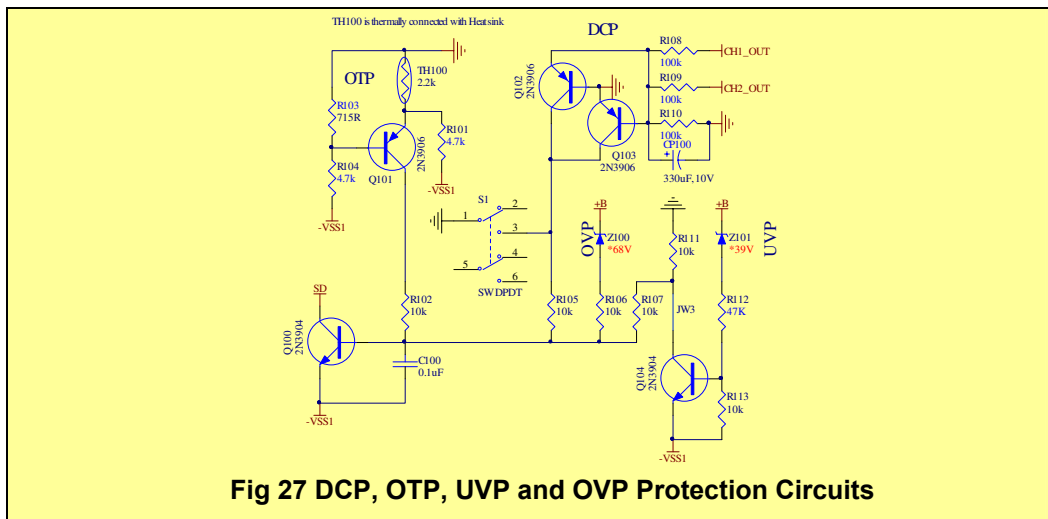 TH100 is thermally connected with Heat sink
DCP
R108
100k
CH1_OUT
OTP
TH100
2.2k
Q102
2N3906
R109
100k
CH2_OUT
R103
715R
R101
4.7k
R110
100k
CP100
+
330uF,10V
Q103
2N3906
R104
4.7k
Q101
2N3906
-VSS1
-VSS1
S1
1
2
3
4
5
6
SWDPDT
+B
OVP
Z100
*68V
R111
10k
+B
Z101
*39V
UVP
SD
R102
10k
R105
10k
R106
10k
R107
10k
JW3
R112
47K
Q100
2N3904
C100
0.1uF
Q104
2N3904
R113
10k
-VSS1
-VSS1
Fig 27 DCP, OTP, UVP and OVP Protection Circuits